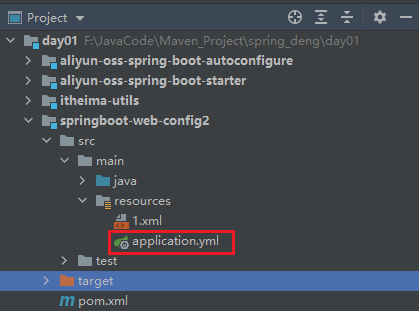 Project
day01 F:\JavaCode\Maven_Project\spring_deng\day01
aliyun-oss-spring-boot-autoconfigure
aliyun-oss-spring-boot-starter
itheima-utils
springboot-web-config2
src
main
java
resources
1.xml
application.yml
test
target
pom.xml